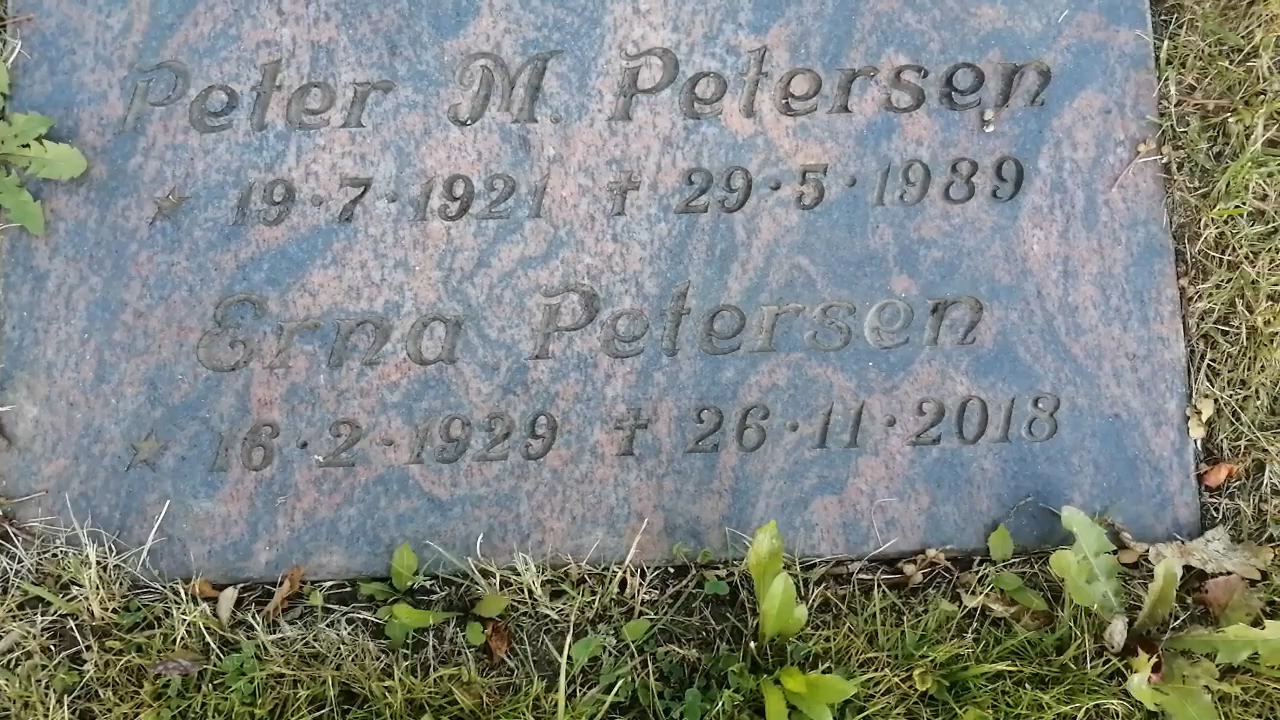 Peter M. Petersen
★ 19·7·1921 † 29·5·1989
Erna Petersen
★ 16·2·1929 † 26·11·2018